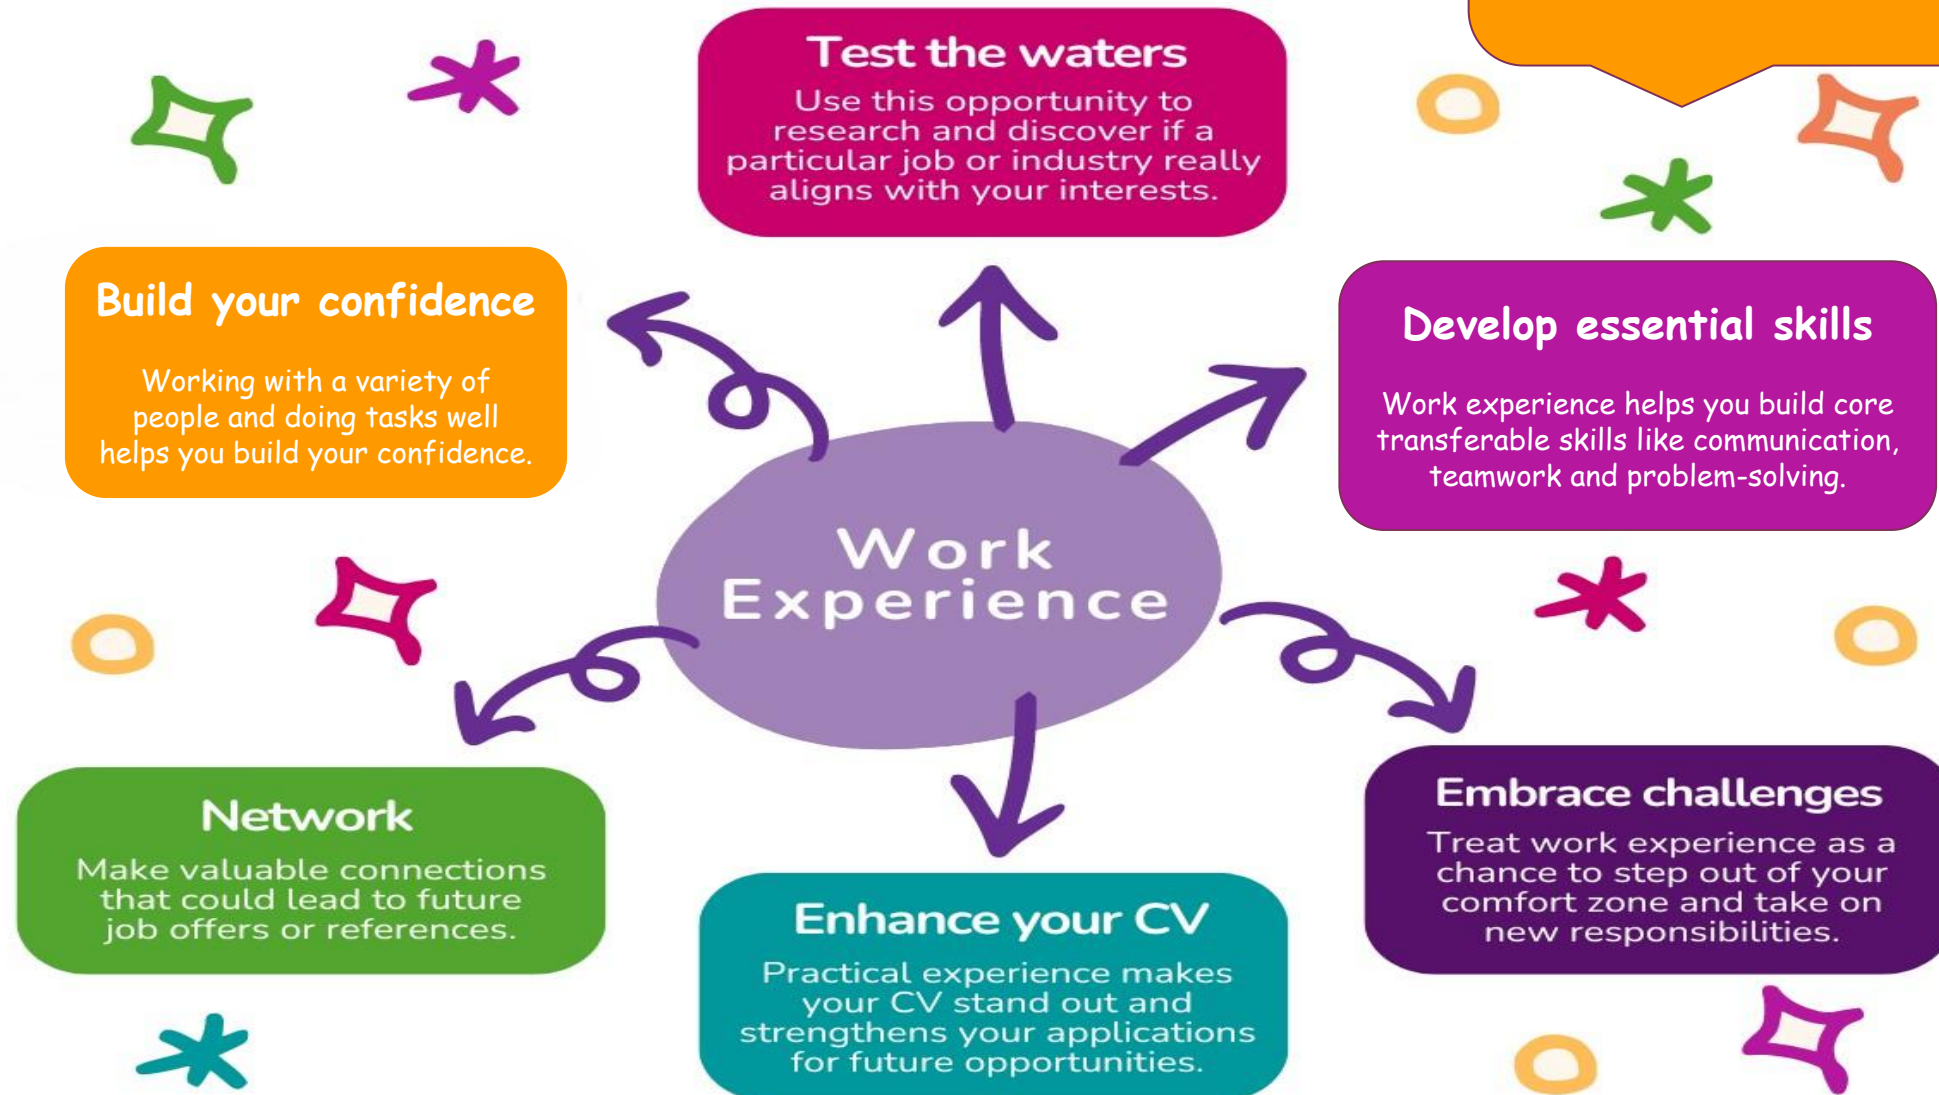 Test the waters
Use this opportunity to
research and discover if a
particular job or industry really
aligns with your interests.
Build your confidence
Working with a variety of
people and doing tasks well
helps you build your confidence.
Develop essential skills
Work experience helps you build core
transferable skills like communication,
teamwork and problem-solving.
Work
Experience
Network
Make valuable connections
that could lead to future
job offers or references.
Enhance your CV
Practical experience makes
your CV stand out and
strengthens your applications
for future opportunities.
Embrace challenges
Treat work experience as a
chance to step out of your
comfort zone and take on
new responsibilities.